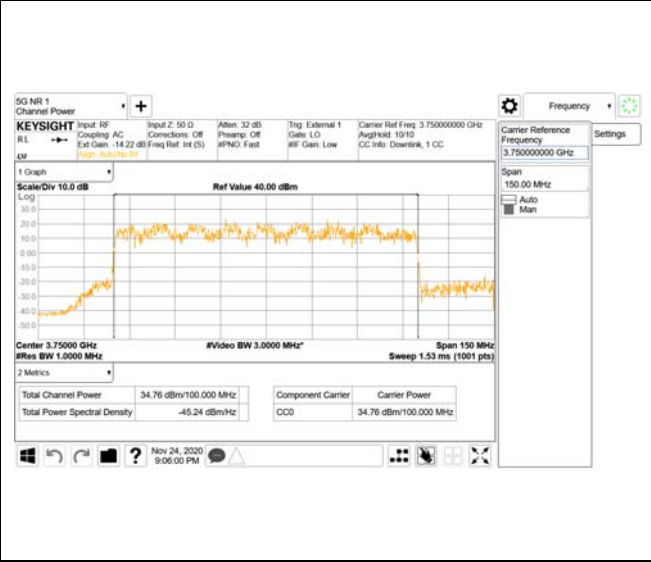 5G NR 1
Channel Power
Frequency
KEYSIGHT Input: RF Input Z: 50 Ω Atten: 32 dB Trig: External 1 Carrier Ref Freq: 3.750000000 GHz
R L Coupling: AC Corrections: Off Preamp: Off Gate: LO Avg|Hold: 10/10
Ext Gain: -14.22 dB Freq Ref: Int (S) #PNO: Fast #IF Gain: Low CC Info: Downlink, 1 CC
Align: Auto/No RF
Carrier Reference Frequency
3.750000000 GHz
Settings
Span
150.00 MHz
Auto
Man
1 Graph
Scale/Div 10.0 dB Ref Value 40.00 dBm
Log
30.0
20.0
10.0
0.00
-10.0
-20.0
-30.0
-40.0
-50.0
Center 3.75000 GHz #Video BW 3.0000 MHz* Span 150 MHz
#Res BW 1.0000 MHz Sweep 1.53 ms (1001 pts)
2 Metrics
Total Channel Power 34.76 dBm/100.000 MHz Component Carrier Carrier Power
Total Power Spectral Density -45.24 dBm/Hz CC0 34.76 dBm/100.000 MHz
Nov 24, 2020
9:06:00 PM